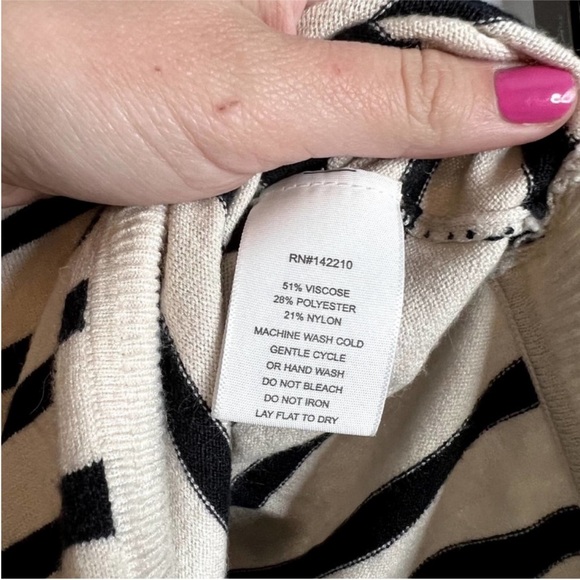 RN#142210
51% VISCOSE
28% POLYESTER
21% NYLON
MACHINE WASH COLD
GENTLE CYCLE
OR HAND WASH
DO NOT BLEACH
DO NOT IRON
LAY FLAT TO DRY